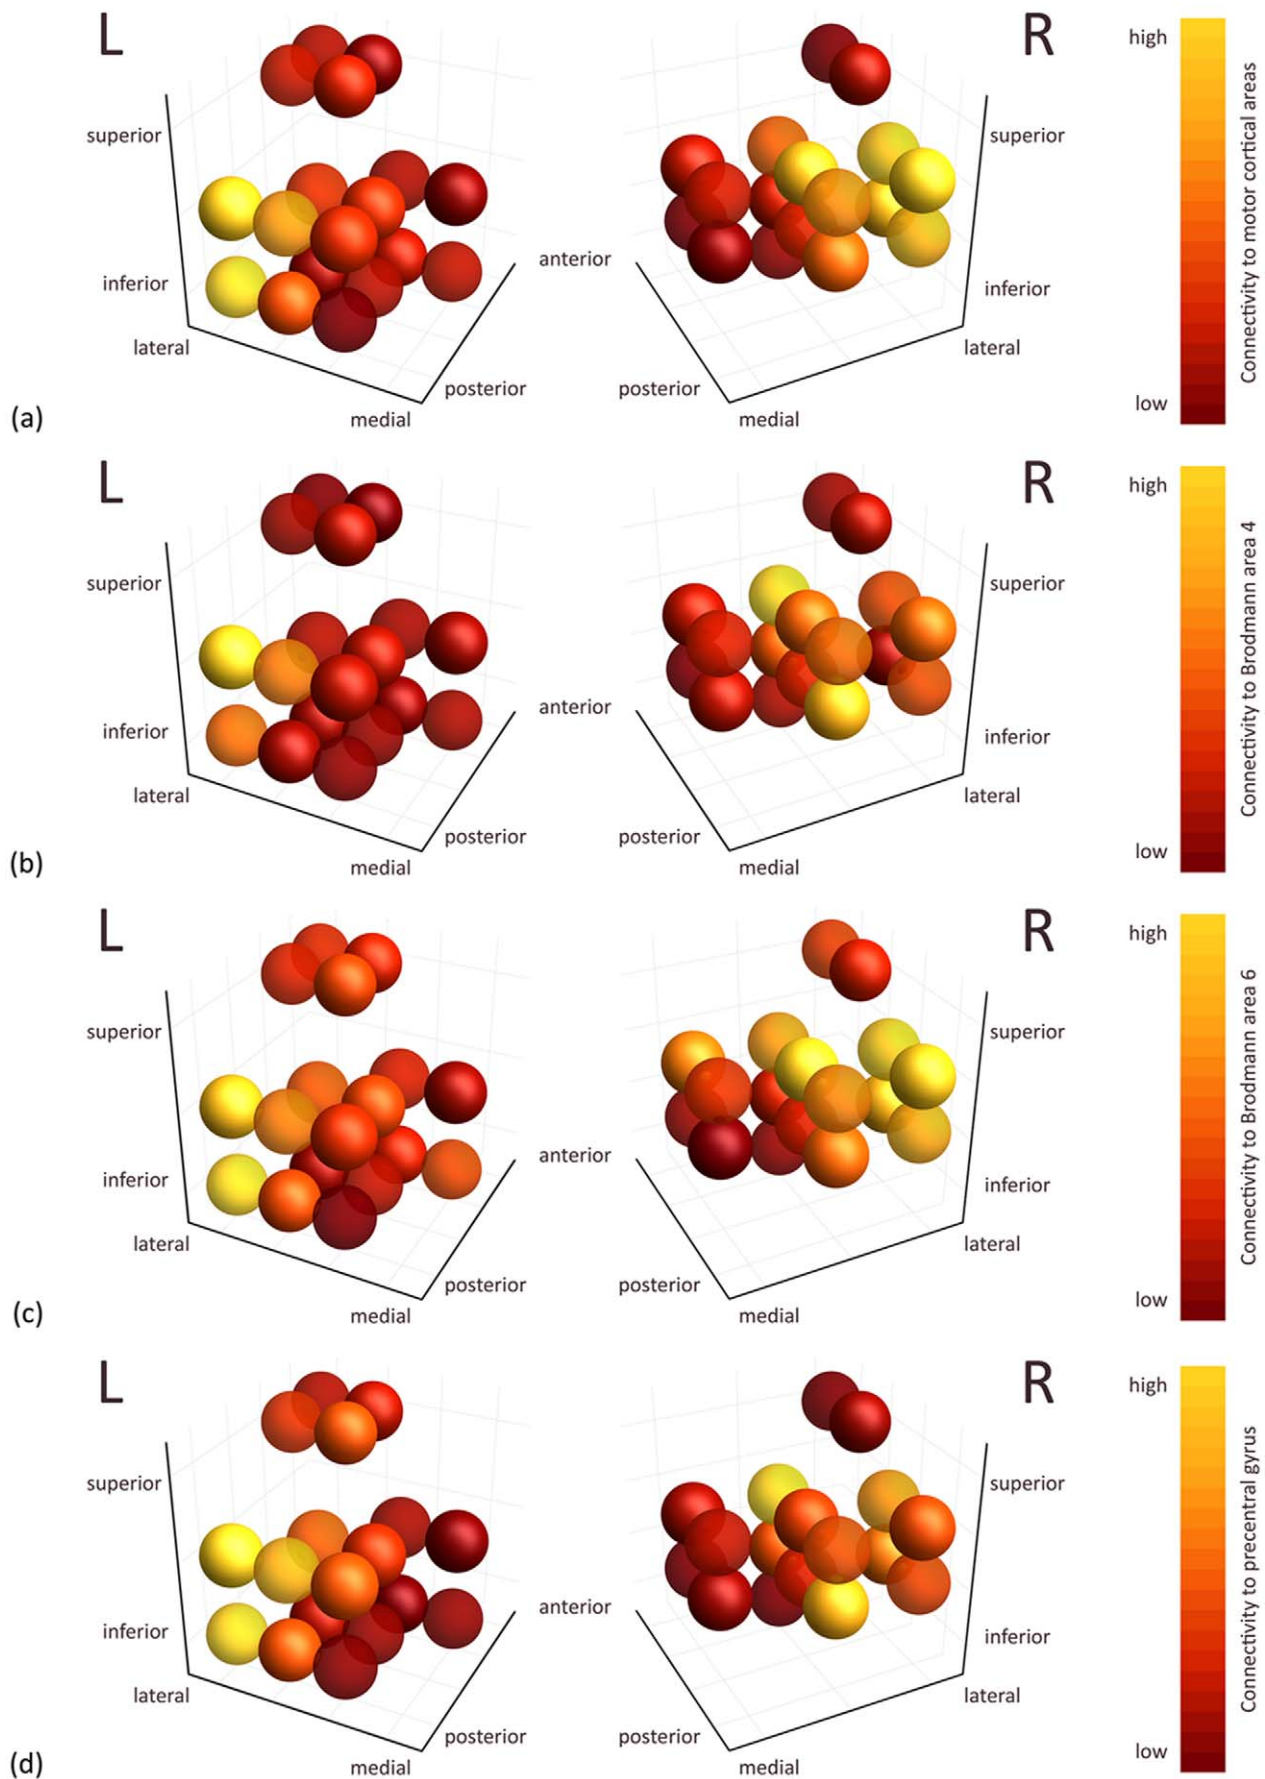 L
R
high
superior
superior
inferior
anterior
inferior
lateral
lateral
posterior
posterior
medial
medial
low
Connectivity to motor cortical areas
(a)
L
R
high
superior
superior
inferior
anterior
inferior
lateral
lateral
posterior
posterior
medial
medial
low
Connectivity to Brodmann area 4
(b)
L
R
high
superior
superior
inferior
anterior
inferior
lateral
lateral
posterior
posterior
medial
medial
low
Connectivity to Brodmann area 6
(c)
L
R
high
superior
superior
inferior
anterior
inferior
lateral
lateral
posterior
posterior
medial
medial
low
Connectivity to precentral gyrus
(d)